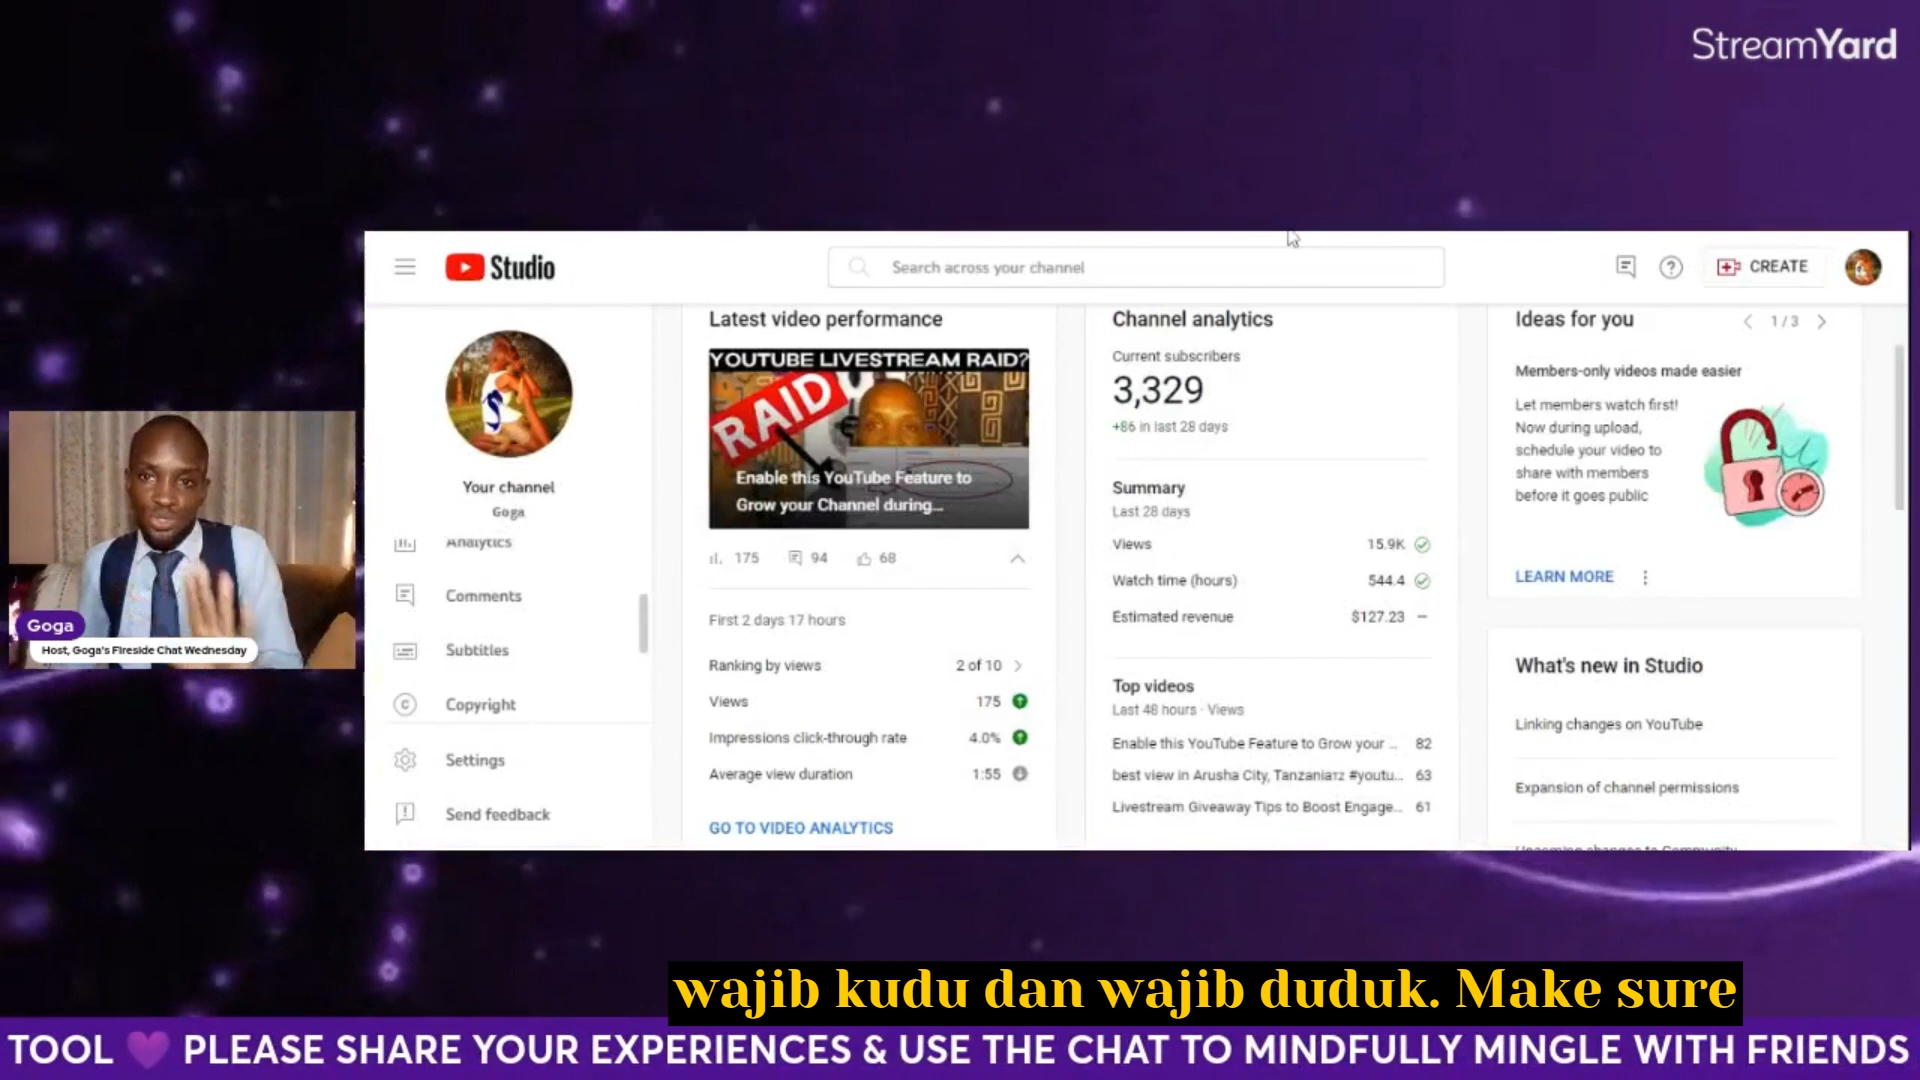 StreamYard
Studio
Search across your channel
CREATE
Your channel
Goga
Analytics
Comments
Subtitles
Copyright
Settings
Send feedback
Latest video performance
YOUTUBE LIVESTREAM RAID?
RAID
Enable this YouTube Feature to
Grow your Channel during...
175 94 68
First 2 days 17 hours
Ranking by views 2 of 10
Views 175
Impressions click-through rate 4.0%
Average view duration 1:55
GO TO VIDEO ANALYTICS
Channel analytics
Current subscribers
3,329
+86 in last 28 days
Summary
Last 28 days
Views 15.9K
Watch time (hours) 544.4
Estimated revenue $127.23 —
Top videos
Last 48 hours · Views
Enable this YouTube Feature to Grow your ... 82
best view in Arusha City, Tanzaniaᴛᴢ #youtu... 63
Livestream Giveaway Tips to Boost Engage... 61
Ideas for you
1 / 3
Members-only videos made easier
Let members watch first!
Now during upload,
schedule your video to
share with members
before it goes public
LEARN MORE
What's new in Studio
Linking changes on YouTube
Expansion of channel permissions
Upcoming changes to Community
Goga
Host, Goga's Fireside Chat Wednesday
wajib kudu dan wajib duduk. Make sure
TOOL 💜 PLEASE SHARE YOUR EXPERIENCES & USE THE CHAT TO MINDFULLY MINGLE WITH FRIENDS